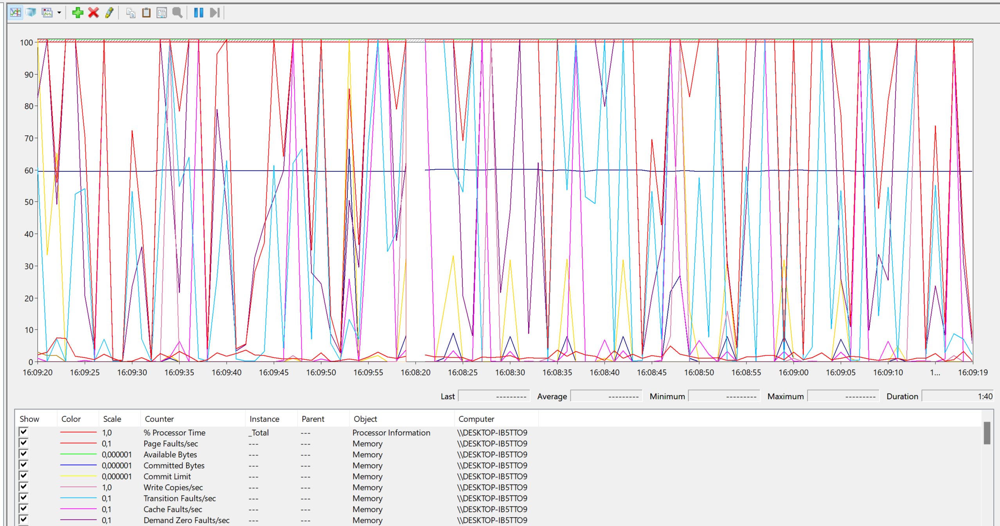 100
90
80
70
60
50
40
30
20
10
0
16:09:20 16:09:25 16:09:30 16:09:35 16:09:40 16:09:45 16:09:50 16:09:55 16:08:20 16:08:25 16:08:30 16:08:35 16:08:40 16:08:45 16:08:50 16:08:55 16:09:00 16:09:05 16:09:10 1... 16:09:19
Last --------- Average --------- Minimum --------- Maximum --------- Duration 1:40
Show Color Scale Counter Instance Parent Object Computer
1,0 % Processor Time _Total --- Processor Information \\DESKTOP-IB5TTO9
0,1 Page Faults/sec --- --- Memory \\DESKTOP-IB5TTO9
0,000001 Available Bytes --- --- Memory \\DESKTOP-IB5TTO9
0,000001 Committed Bytes --- --- Memory \\DESKTOP-IB5TTO9
0,000001 Commit Limit --- --- Memory \\DESKTOP-IB5TTO9
1,0 Write Copies/sec --- --- Memory \\DESKTOP-IB5TTO9
0,1 Transition Faults/sec --- --- Memory \\DESKTOP-IB5TTO9
0,1 Cache Faults/sec --- --- Memory \\DESKTOP-IB5TTO9
0,1 Demand Zero Faults/sec --- --- Memory \\DESKTOP-IB5TTO9